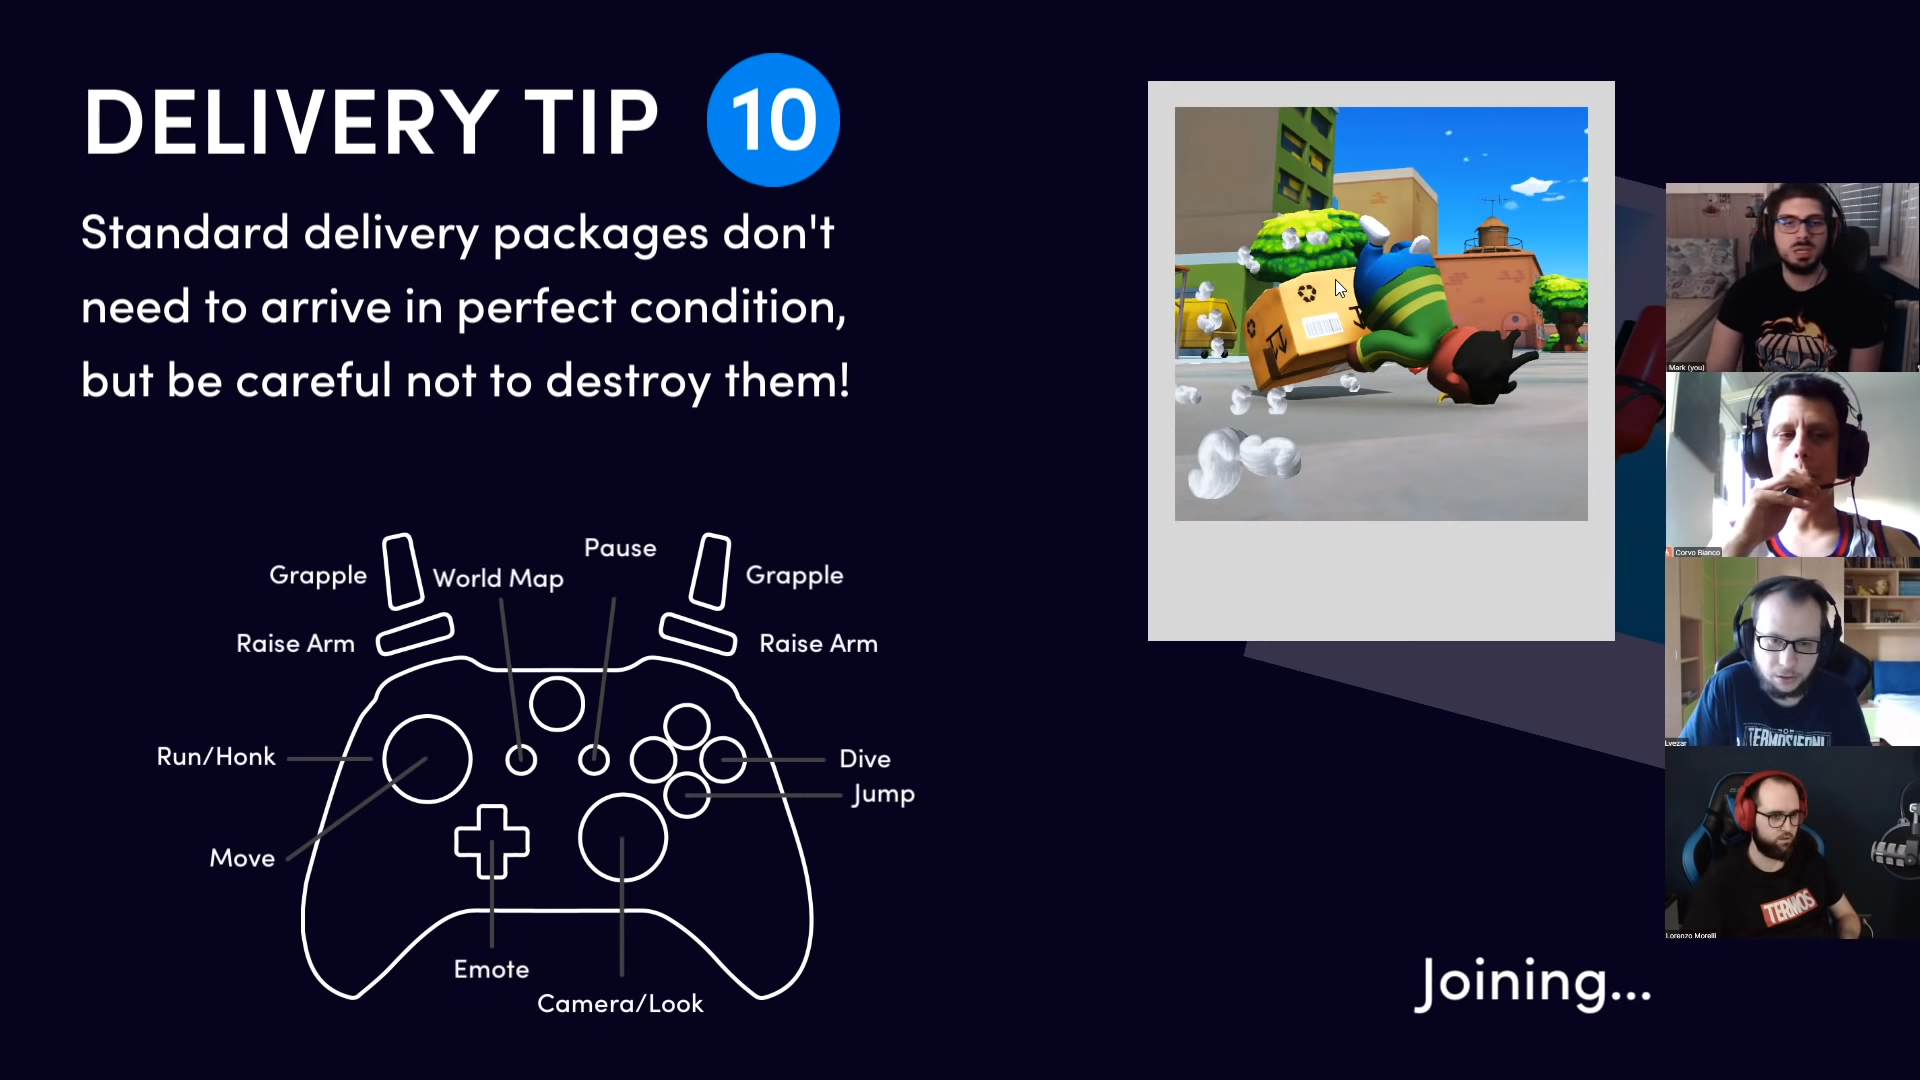 DELIVERY TIP 10
Standard delivery packages don't
need to arrive in perfect condition,
but be careful not to destroy them!
Pause
Grapple
World Map
Grapple
Raise Arm
Raise Arm
Run/Honk
Dive
Jump
Move
Emote
Camera/Look
Joining...
Mark (you)
Corvo Bianco
Lvezar
Lorenzo Morelli
TERMOS